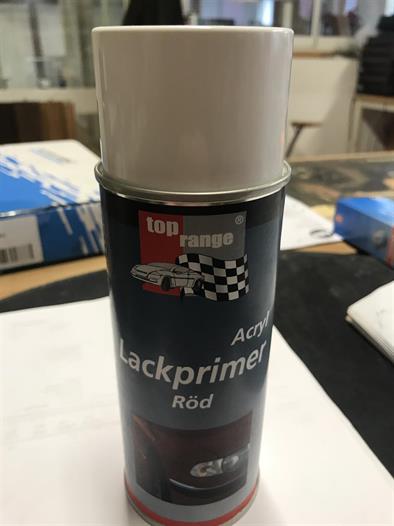 top
range®
Acryl
Lackprimer
Röd